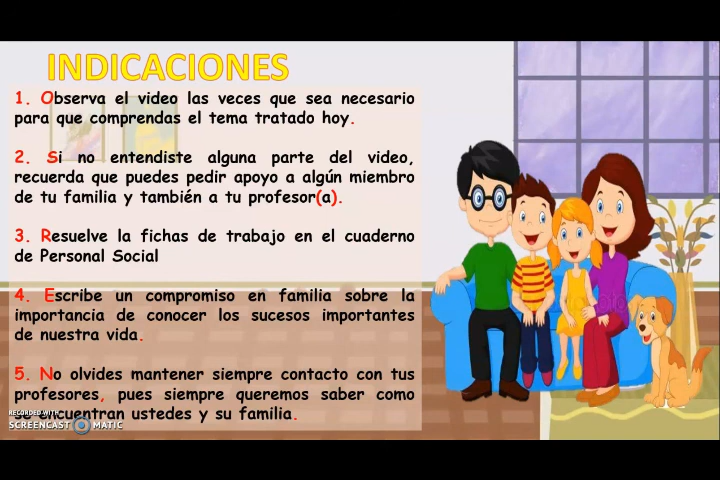 INDICACIONES
1. Observa el video las veces que sea necesario
para que comprendas el tema tratado hoy.
2. Si no entendiste alguna parte del video,
recuerda que puedes pedir apoyo a algún miembro
de tu familia y también a tu profesor(a).
3. Resuelve la fichas de trabajo en el cuaderno
de Personal Social
4. Escribe un compromiso en familia sobre la
importancia de conocer los sucesos importantes
de nuestra vida.
5. No olvides mantener siempre contacto con tus
profesores, pues siempre queremos saber como
se encuentran ustedes y su familia.
RECORDED WITH
SCREENCAST MATIC